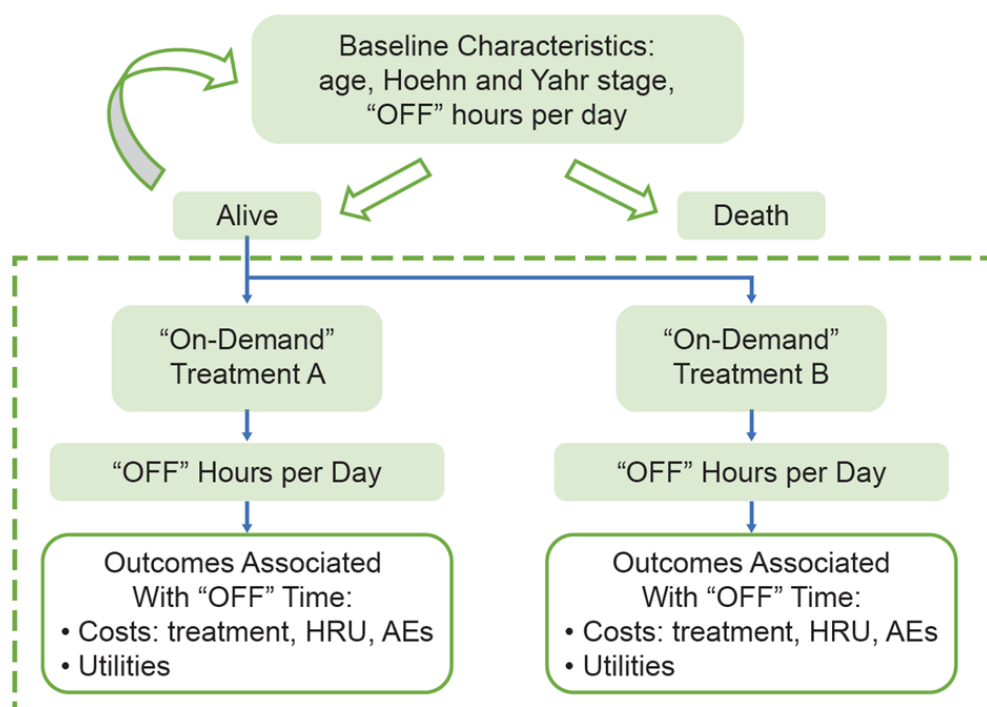 Baseline Characteristics:
age, Hoehn and Yahr stage,
“OFF” hours per day
Alive
Death
“On-Demand”
Treatment A
“On-Demand”
Treatment B
“OFF” Hours per Day
“OFF” Hours per Day
Outcomes Associated
With “OFF” Time:
• Costs: treatment, HRU, AEs
• Utilities
Outcomes Associated
With “OFF” Time:
• Costs: treatment, HRU, AEs
• Utilities